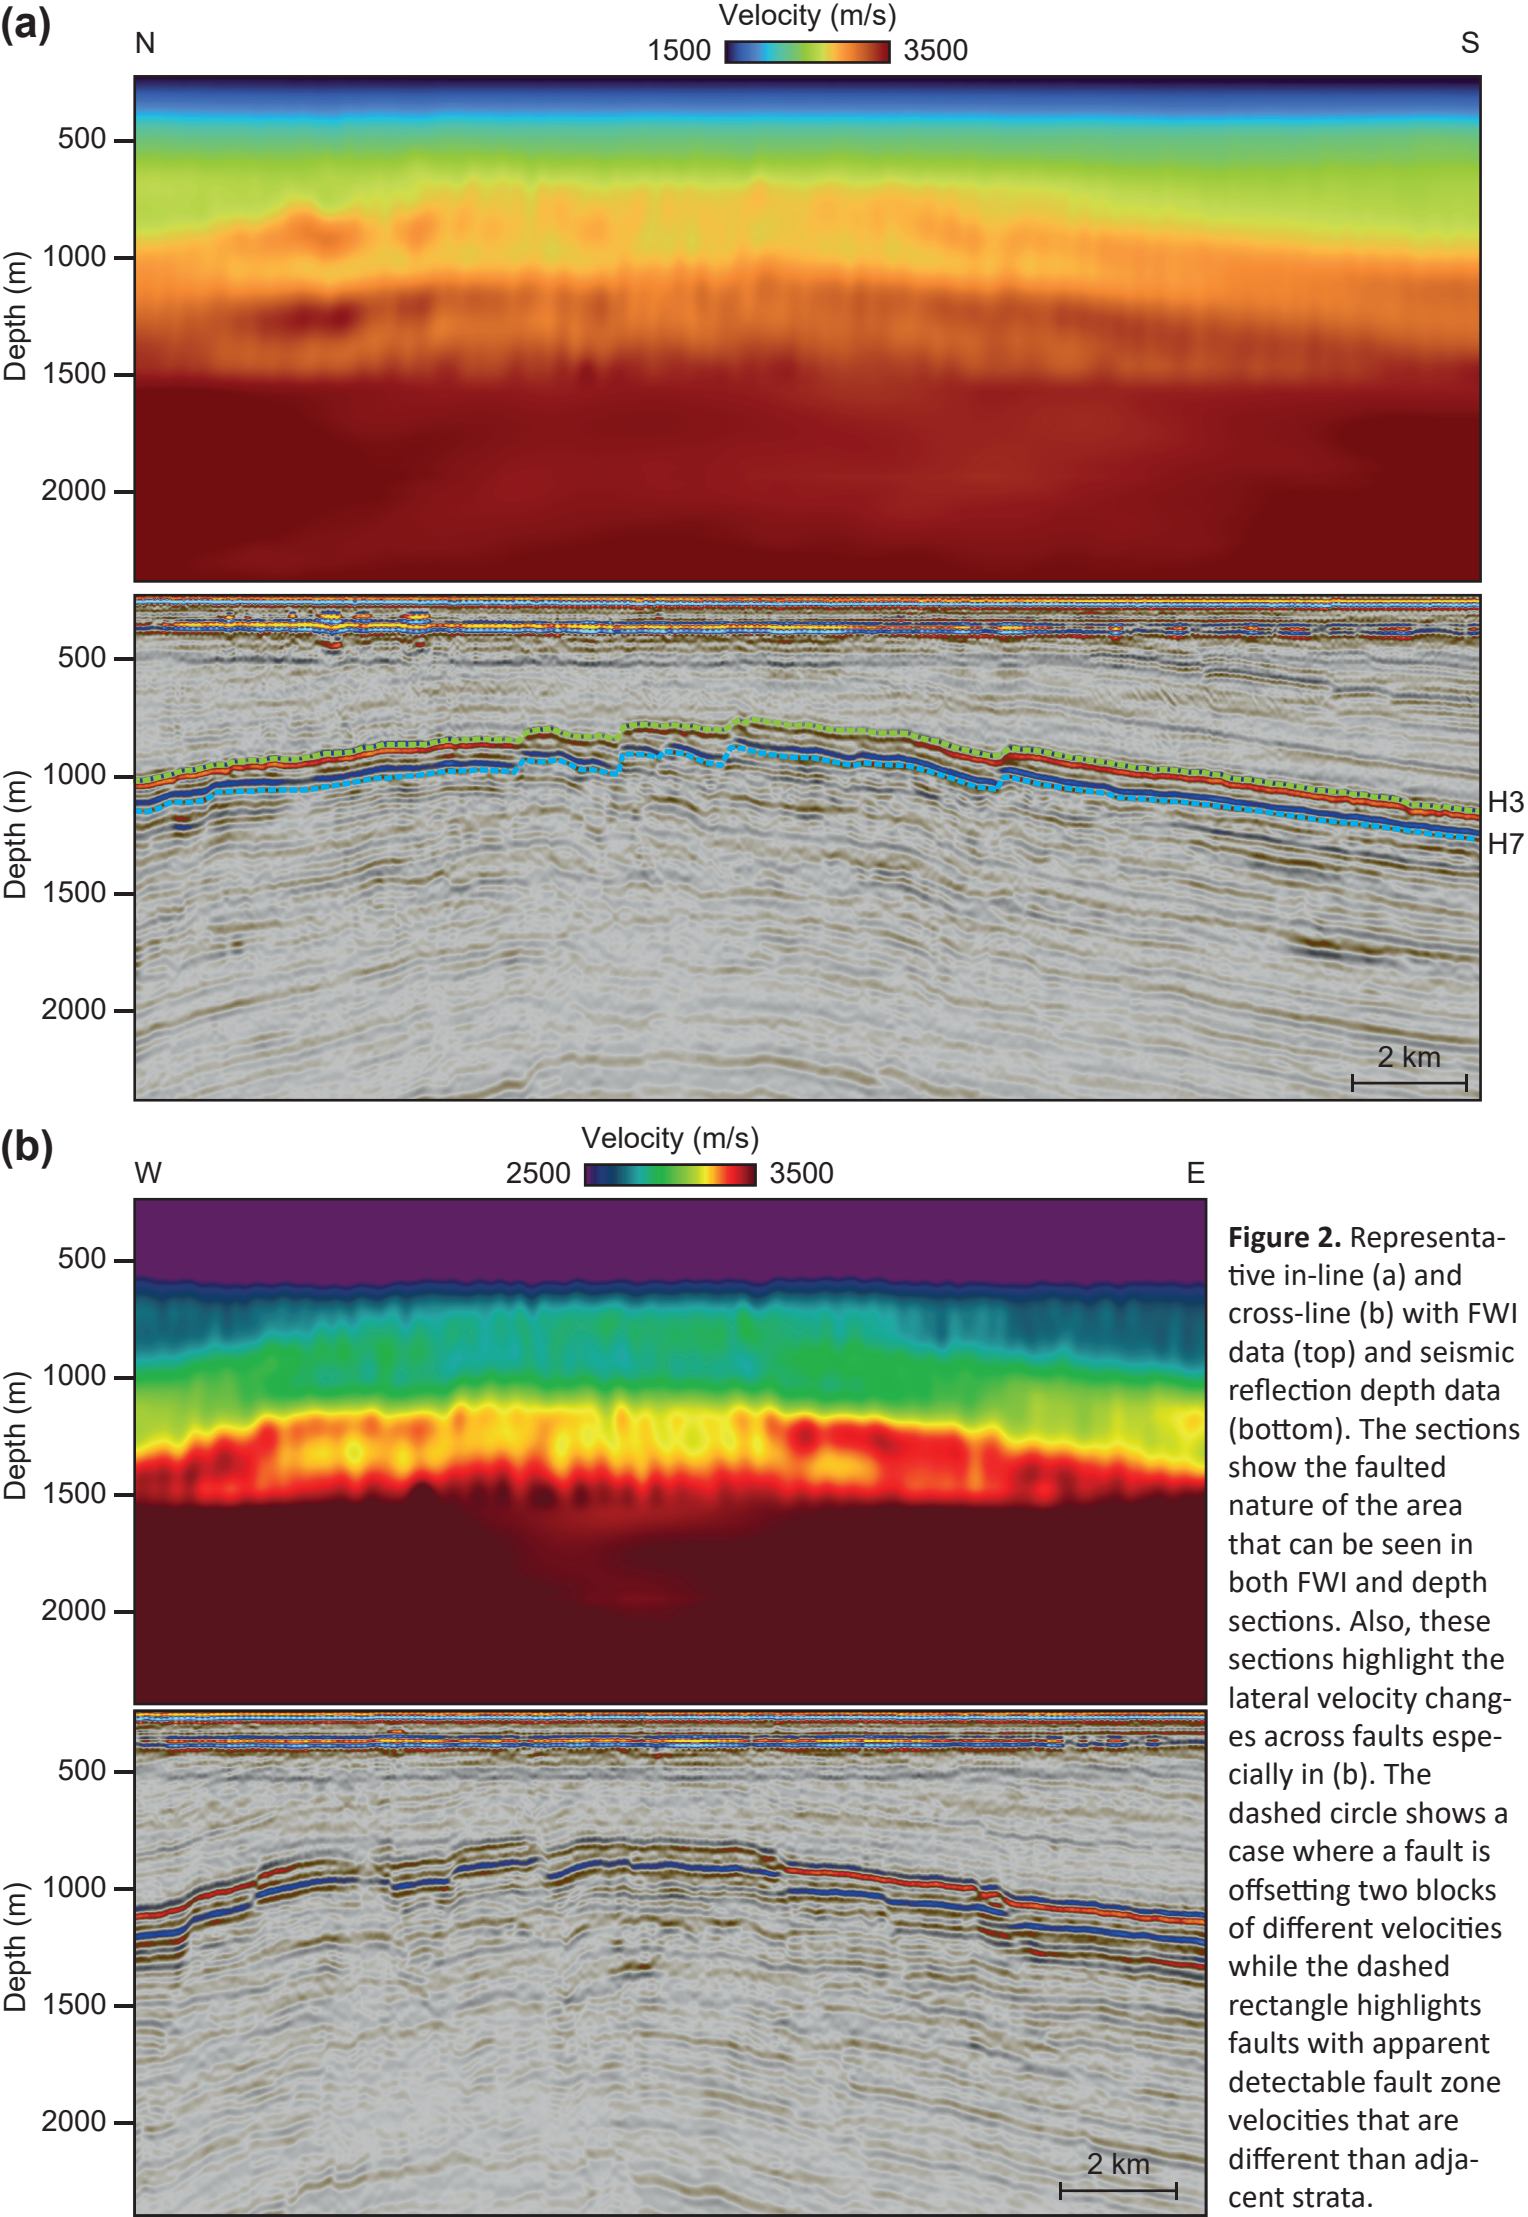 (a)
Velocity (m/s)
N
1500
3500
S
500
1000
1500
2000
Depth (m)
500
1000
1500
2000
Depth (m)
H3
H7
2 km
(b)
Velocity (m/s)
W
2500
3500
E
500
1000
1500
2000
Depth (m)
500
1000
1500
2000
Depth (m)
2 km
Figure 2. Representa-
tive in-line (a) and
cross-line (b) with FWI
data (top) and seismic
reflection depth data
(bottom). The sections
show the faulted
nature of the area
that can be seen in
both FWI and depth
sections. Also, these
sections highlight the
lateral velocity chang-
es across faults espe-
cially in (b). The
dashed circle shows a
case where a fault is
offsetting two blocks
of different velocities
while the dashed
rectangle highlights
faults with apparent
detectable fault zone
velocities that are
different than adja-
cent strata.